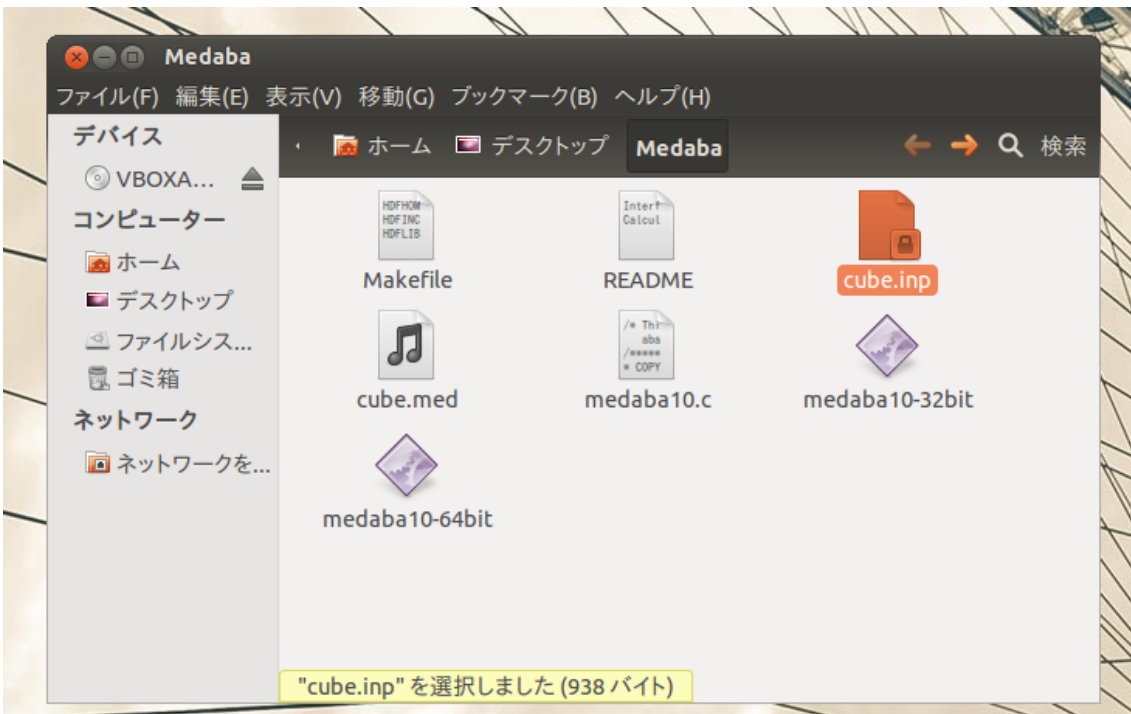 Medaba
ファイル(F) 編集(E) 表示(V) 移動(G) ブックマーク(B) ヘルプ(H)
デバイス
VBOXA...
コンピューター
ホーム
デスクトップ
ファイルシス...
ゴミ箱
ネットワーク
ネットワークを...
ホーム デスクトップ Medaba 検索
HDFHOM
HDFINC
HDFLIB
Makefile
Interf
Calcul
README
cube.inp
cube.med
/* Thi
aba
/*****
* COPY
medaba10.c
medaba10-32bit
medaba10-64bit
"cube.inp" を選択しました (938 バイト)